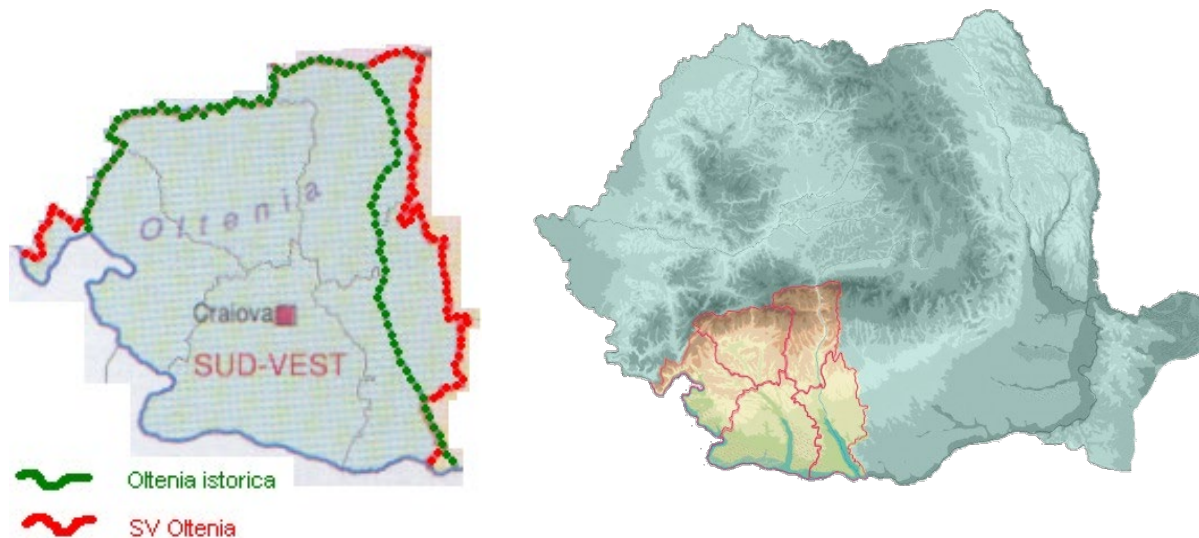 Oltenia
Craiova
SUD-VEST
Oltenia istorica
SV Oltenia